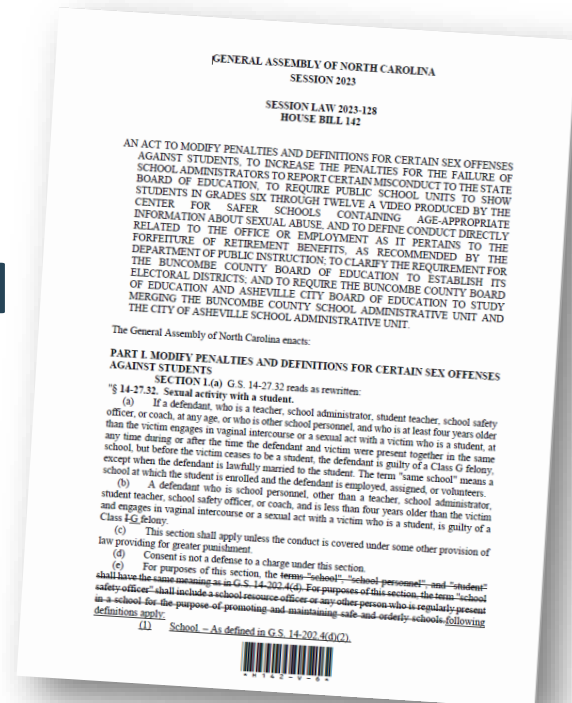 GENERAL ASSEMBLY OF NORTH CAROLINA
SESSION 2023
SESSION LAW 2023-128
HOUSE BILL 142
AN ACT TO MODIFY PENALTIES AND DEFINITIONS FOR CERTAIN SEX OFFENSES
AGAINST STUDENTS, TO INCREASE THE PENALTIES FOR THE FAILURE OF
SCHOOL ADMINISTRATORS TO REPORT CERTAIN MISCONDUCT TO THE STATE
BOARD OF EDUCATION, TO REQUIRE PUBLIC SCHOOL UNITS TO SHOW
STUDENTS IN GRADES SIX THROUGH TWELVE A VIDEO PRODUCED BY THE
CENTER FOR SAFER SCHOOLS CONTAINING AGE-APPROPRIATE
INFORMATION ABOUT SEXUAL ABUSE, AND TO DEFINE CONDUCT DIRECTLY
RELATED TO THE OFFICE OR EMPLOYMENT AS IT PERTAINS TO THE
FORFEITURE OF RETIREMENT BENEFITS, AS RECOMMENDED BY THE
DEPARTMENT OF PUBLIC INSTRUCTION; TO CLARIFY THE REQUIREMENT FOR
THE BUNCOMBE COUNTY BOARD OF EDUCATION TO ESTABLISH ITS
ELECTORAL DISTRICTS; AND TO REQUIRE THE BUNCOMBE COUNTY BOARD
OF EDUCATION AND ASHEVILLE CITY BOARD OF EDUCATION TO STUDY
MERGING THE BUNCOMBE COUNTY SCHOOL ADMINISTRATIVE UNIT AND
THE CITY OF ASHEVILLE SCHOOL ADMINISTRATIVE UNIT.
The General Assembly of North Carolina enacts:
PART I. MODIFY PENALTIES AND DEFINITIONS FOR CERTAIN SEX OFFENSES
AGAINST STUDENTS
SECTION 1.(a) G.S. 14-27.32 reads as rewritten:
"§ 14-27.32. Sexual activity with a student.
(a) If a defendant, who is a teacher, school administrator, student teacher, school safety
officer, or coach, at any age, or who is other school personnel, and who is at least four years older
than the victim engages in vaginal intercourse or a sexual act with a victim who is a student, at
any time during or after the time the defendant and victim were present together in the same
school, but before the victim ceases to be a student, the defendant is guilty of a Class G felony,
except when the defendant is lawfully married to the student. The term "same school" means a
school at which the student is enrolled and the defendant is employed, assigned, or volunteers.
(b) A defendant who is school personnel, other than a teacher, school administrator,
student teacher, school safety officer, or coach, and is less than four years older than the victim
and engages in vaginal intercourse or a sexual act with a victim who is a student, is guilty of a
Class I G felony.
(c) This section shall apply unless the conduct is covered under some other provision of
law providing for greater punishment.
(d) Consent is not a defense to a charge under this section.
(e) For purposes of this section, the terms "school", "school personnel", and "student"
shall have the same meaning as in G.S. 14-202.4(d). For purposes of this section, the term "school
safety officer" shall include a school resource officer or any other person who is regularly present
in a school for the purpose of promoting and maintaining safe and orderly schools.following
definitions apply:
(1) School. – As defined in G.S. 14-202.4(d)(2).
*H142-V-6*